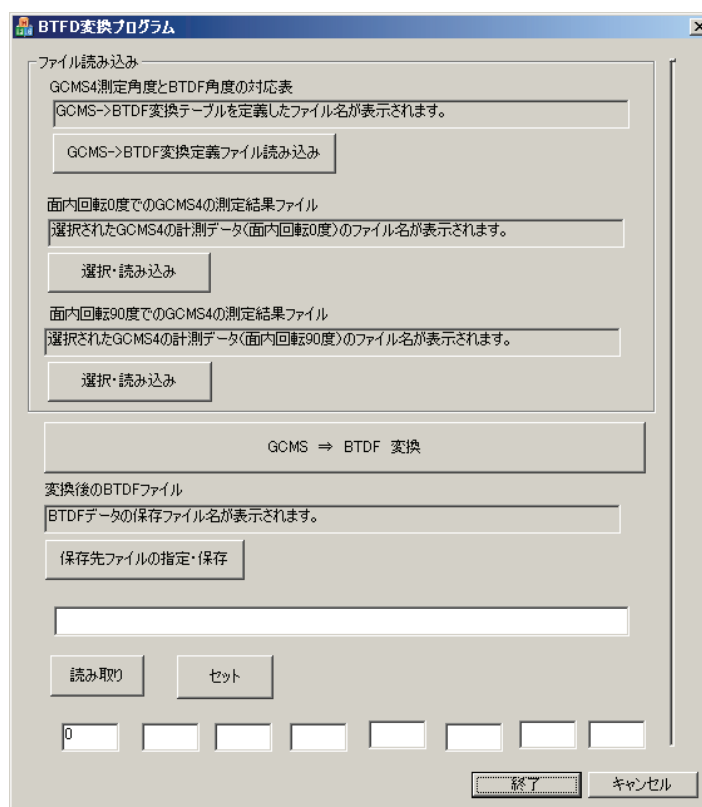 BTFD変換プログラム
ファイル読み込み
GCMS4測定角度とBTDF角度の対応表
GCMS->BTDF変換テーブルを定義したファイル名が表示されます。
GCMS->BTDF変換定義ファイル読み込み
面内回転0度でのGCMS4の測定結果ファイル
選択されたGCMS4の計測データ(面内回転0度)のファイル名が表示されます。
選択・読み込み
面内回転90度でのGCMS4の測定結果ファイル
選択されたGCMS4の計測データ(面内回転90度)のファイル名が表示されます。
選択・読み込み
GCMS ⇒ BTDF 変換
変換後のBTDFファイル
BTDFデータの保存ファイル名が表示されます。
保存先ファイルの指定・保存
読み取り セット
0
終了 キャンセル